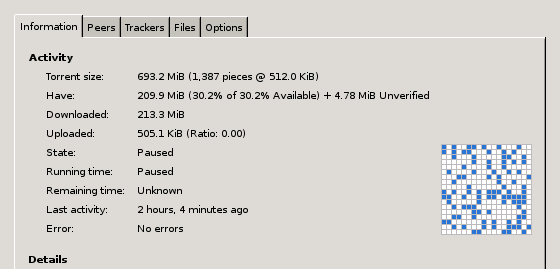 Information Peers Trackers Files Options
Activity
Torrent size: 693.2 MiB (1,387 pieces @ 512.0 KiB)
Have: 209.9 MiB (30.2% of 30.2% Available) + 4.78 MiB Unverified
Downloaded: 213.3 MiB
Uploaded: 505.1 KiB (Ratio: 0.00)
State: Paused
Running time: Paused
Remaining time: Unknown
Last activity: 2 hours, 4 minutes ago
Error: No errors
Details